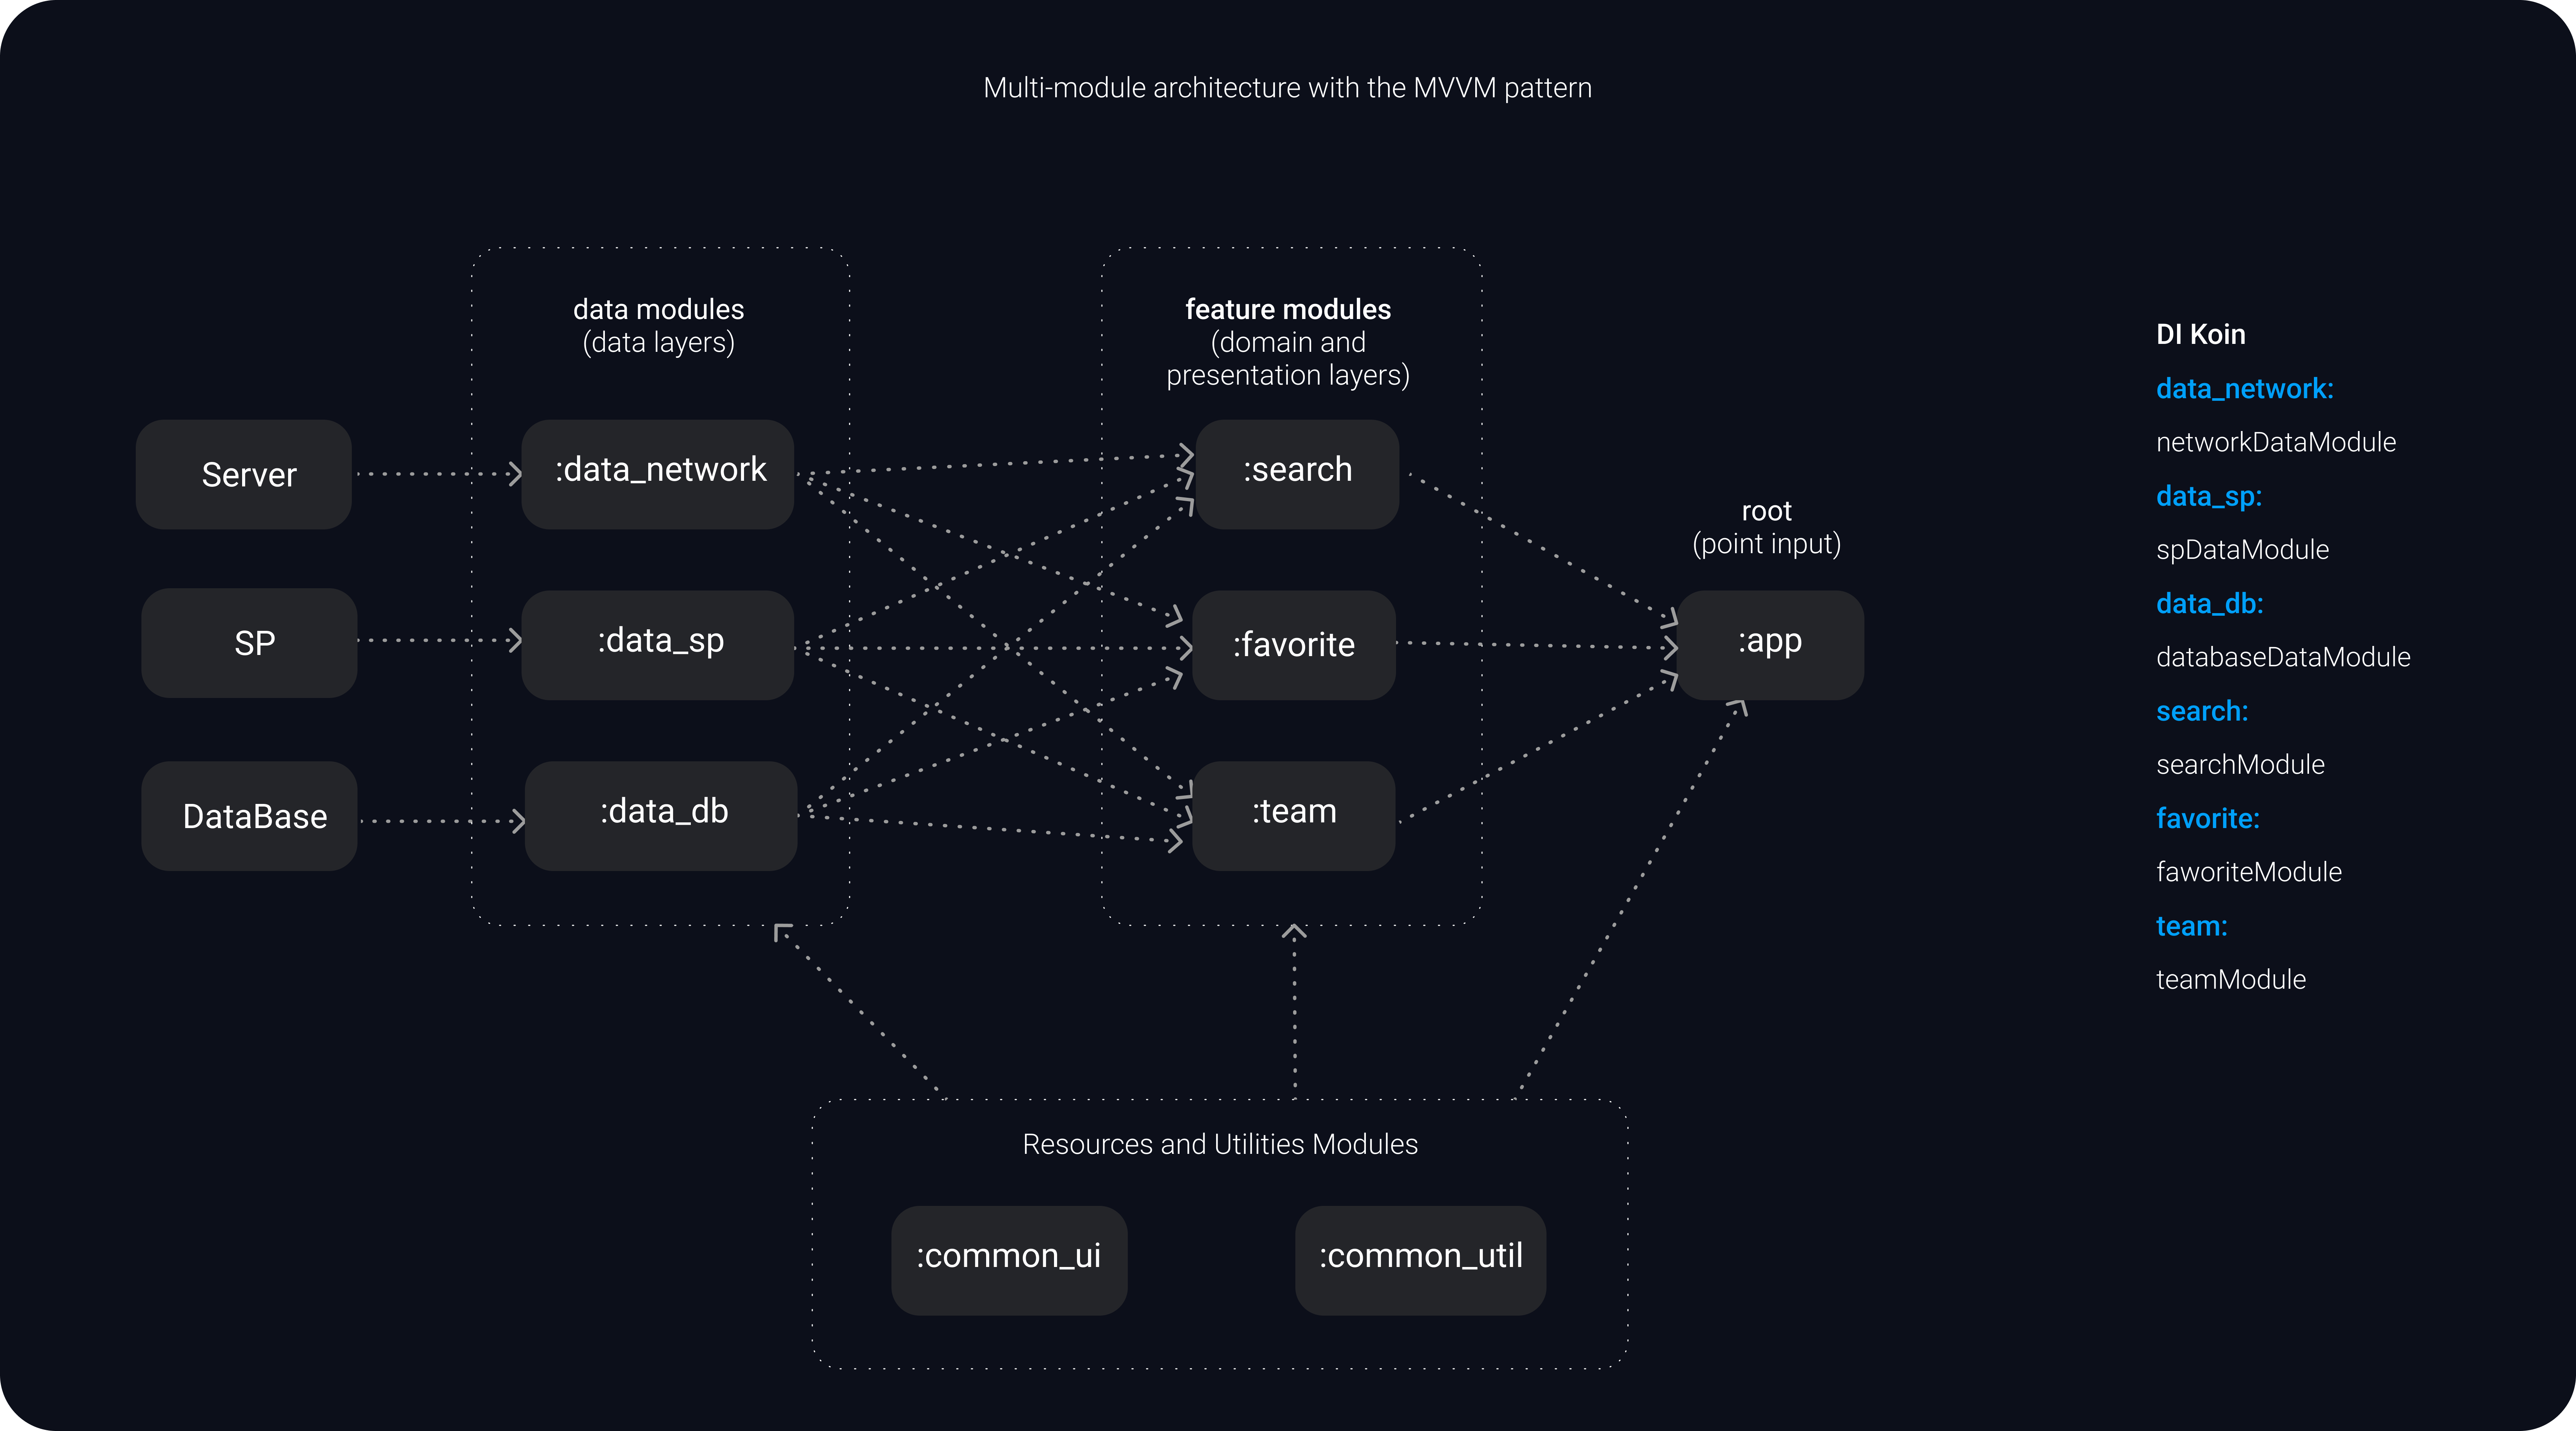 Multi-module architecture with the MVVM pattern
data modules
(data layers)
feature modules
(domain and
presentation layers)
Server
:data_network
:search
SP
:data_sp
:favorite
root
(point input)
:app
DataBase
:data_db
:team
Resources and Utilities Modules
:common_ui
:common_util
DI Koin
data_network:
networkDataModule
data_sp:
spDataModule
data_db:
databaseDataModule
search:
searchModule
favorite:
faworiteModule
team:
teamModule